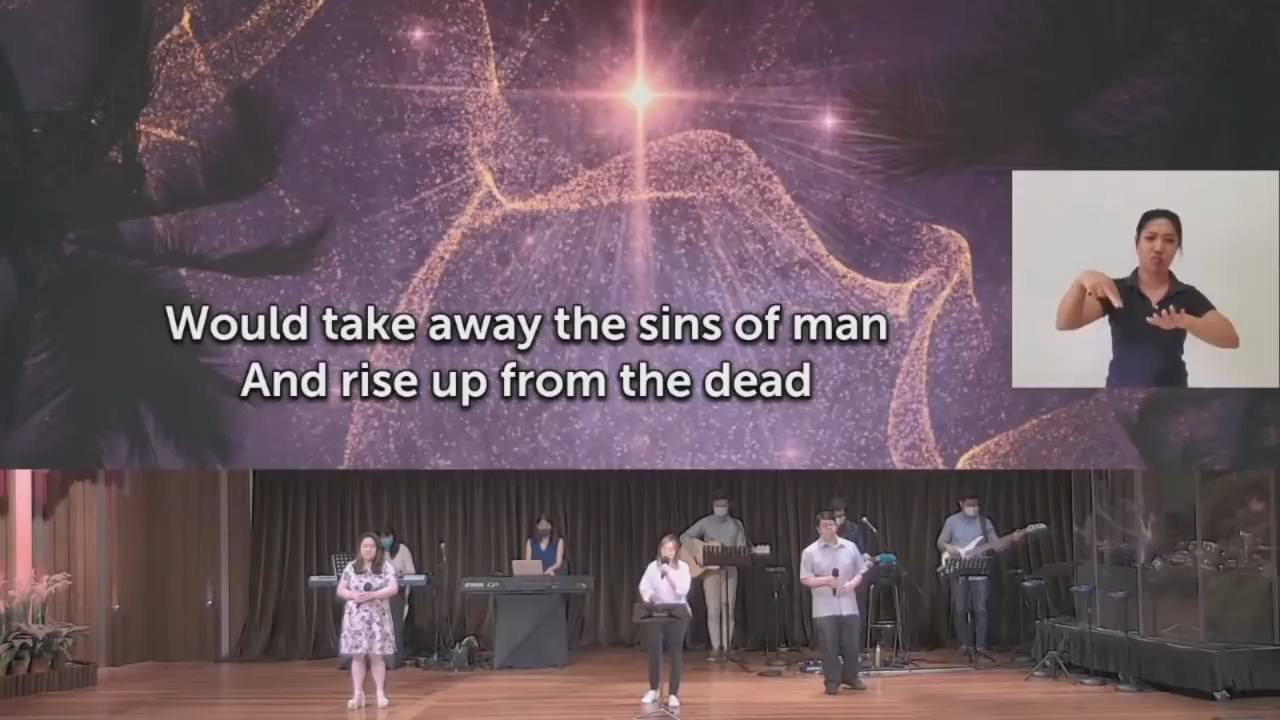 Would take away the sins of man
And rise up from the dead